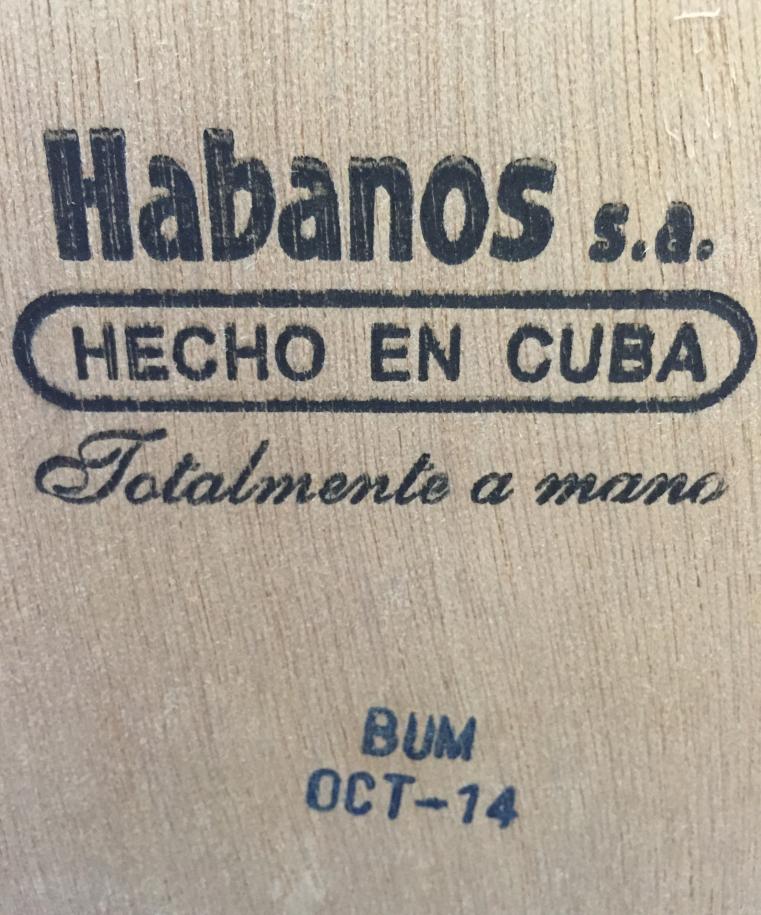 Habanos s.a.
HECHO EN CUBA
Totalmente a mano
BUM
OCT-14